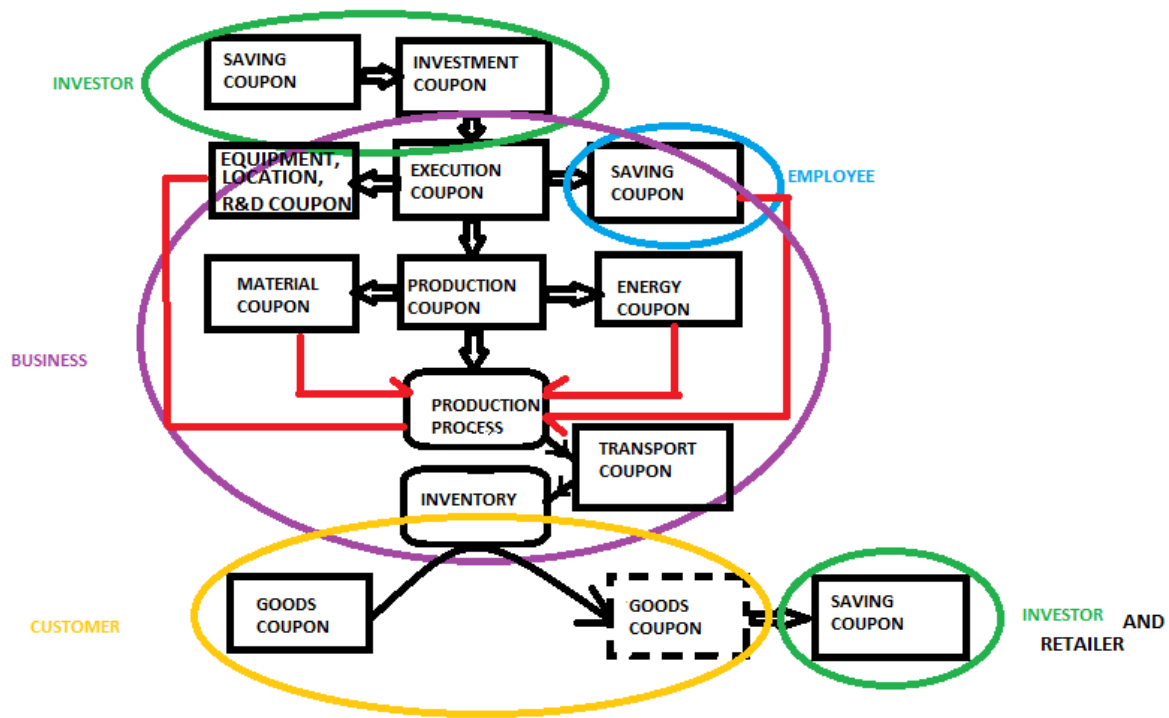 SAVING
COUPON
INVESTMENT
COUPON
INVESTOR
EQUIPMENT,
LOCATION,
R&D COUPON
EXECUTION
COUPON
SAVING
COUPON
EMPLOYEE
MATERIAL
COUPON
PRODUCTION
COUPON
ENERGY
COUPON
BUSINESS
PRODUCTION
PROCESS
TRANSPORT
COUPON
INVENTORY
CUSTOMER
GOODS
COUPON
GOODS
COUPON
SAVING
COUPON
INVESTOR AND
RETAILER